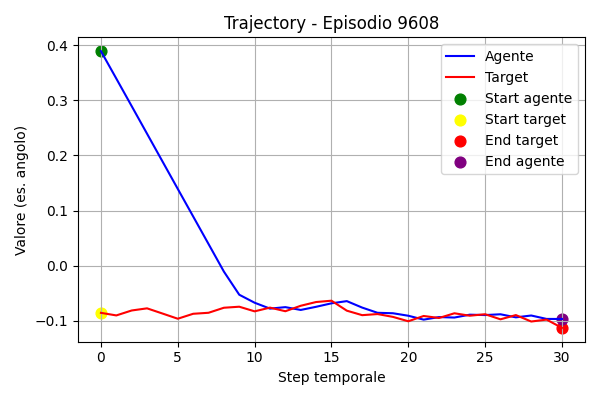 Trajectory - Episodio 9608
Valore (es. angolo)
0.4
0.3
0.2
0.1
0.0
−0.1
0
5
10
15
20
25
30
Step temporale
Agente
Target
Start agente
Start target
End target
End agente